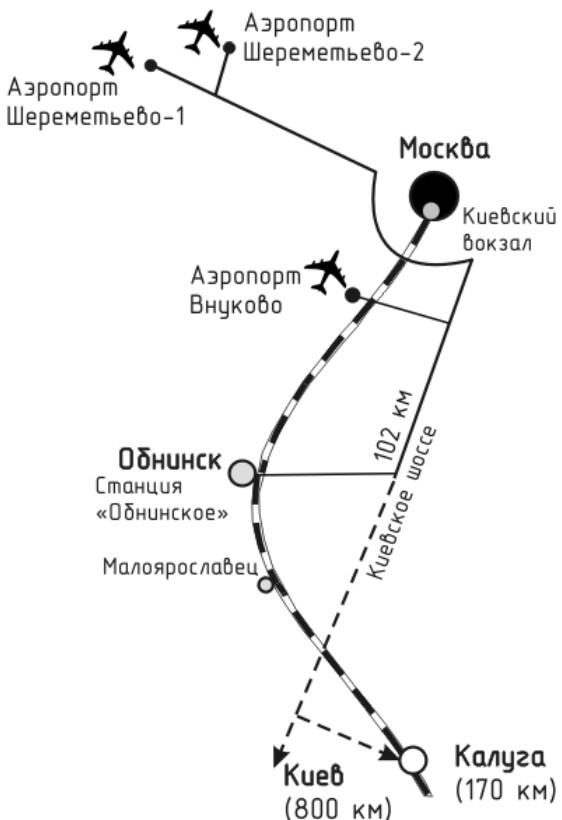 Аэропорт
Шереметьево-2
Аэропорт
Шереметьево-1
Москва
Киевский
вокзал
Аэропорт
Внуково
102 км
Киевское шоссе
Обнинск
Станция
«Обнинское»
Малоярославец
Калуга
(170 км)
Киев
(800 км)